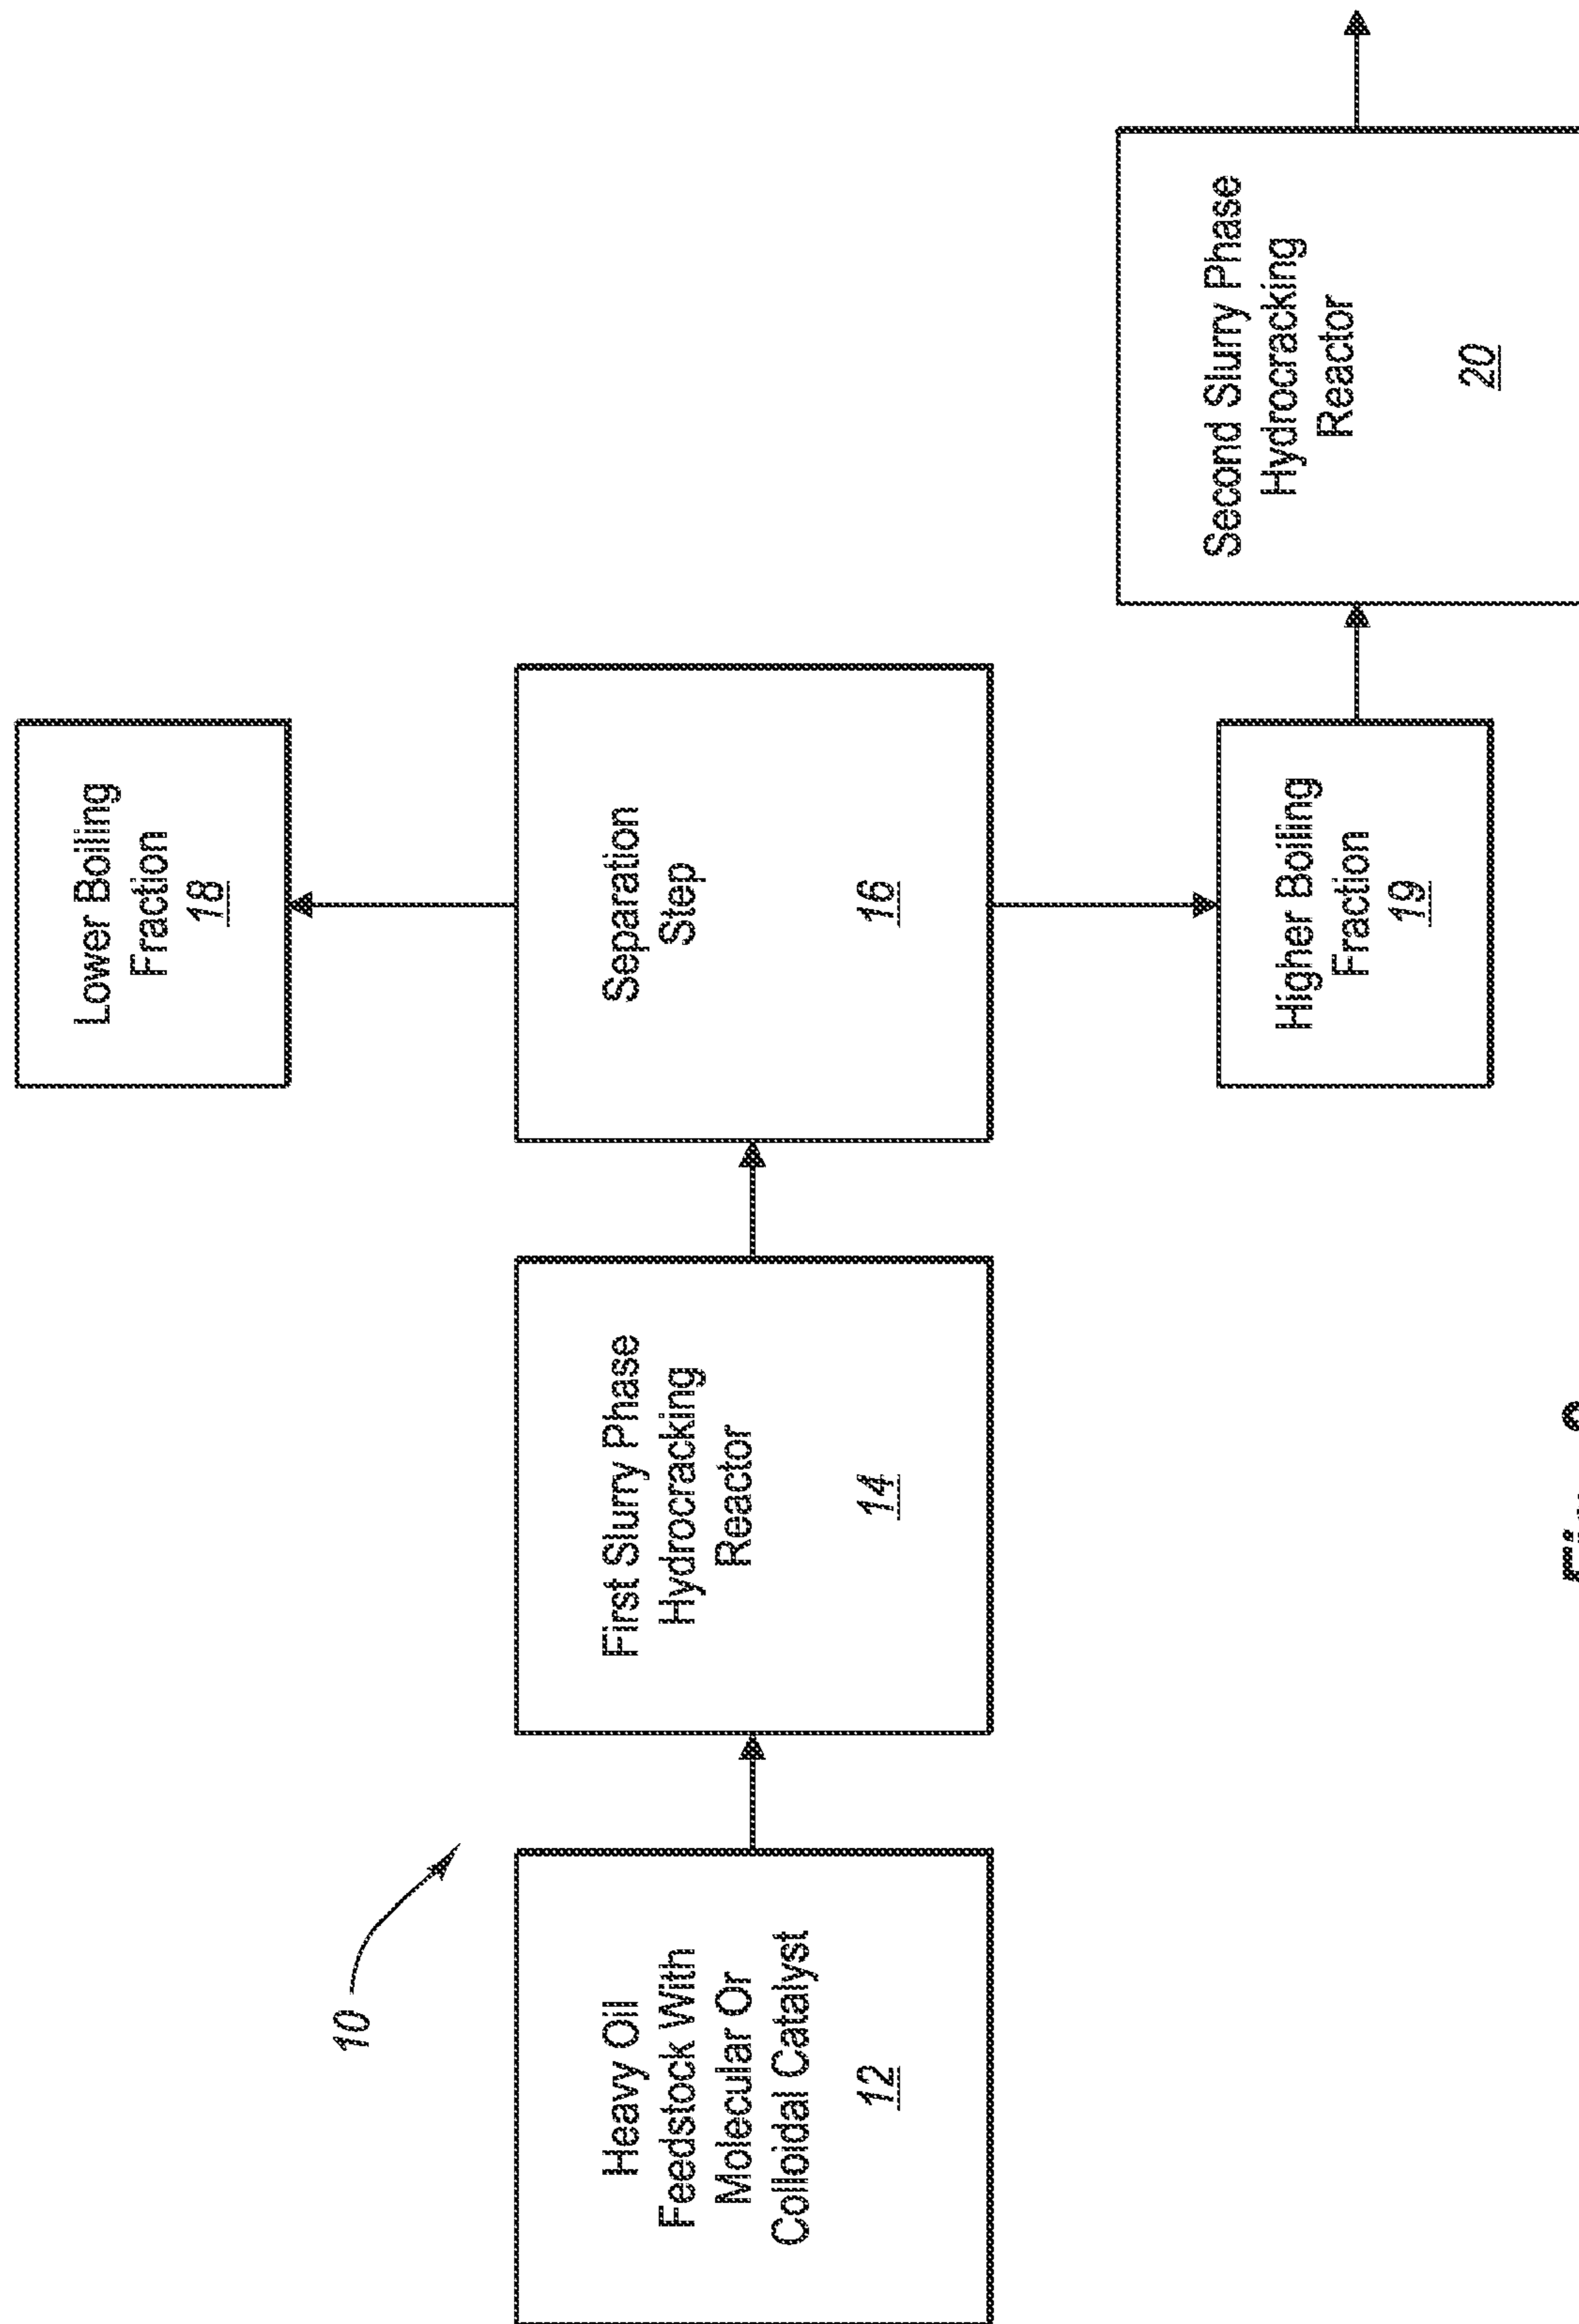 10
Heavy Oil
Feedstock With
Molecular Or
Colloidal Catalyst
12
First Slurry Phase
Hydrocracking
Reactor
14
Separation
Step
16
Lower Boiling
Fraction
18
Higher Boiling
Fraction
19
Second Slurry Phase
Hydrocracking
Reactor
20